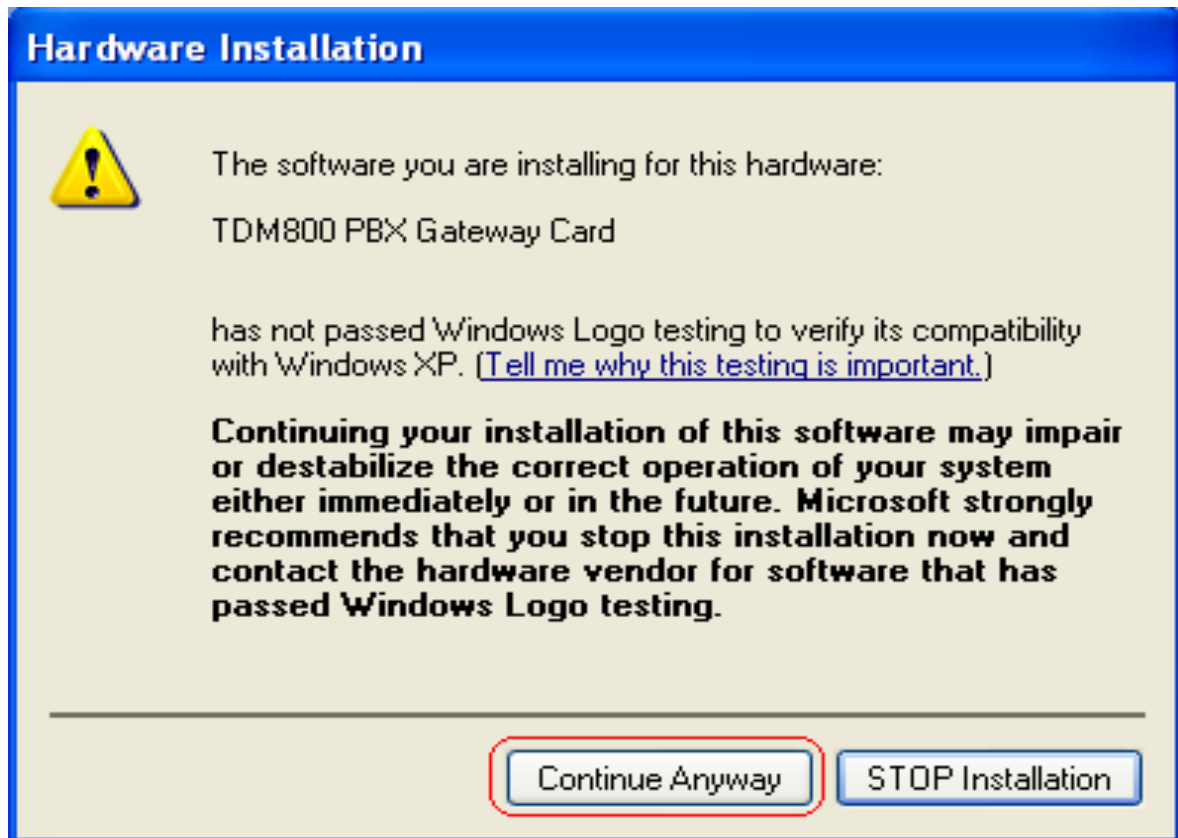 Hardware Installation
The software you are installing for this hardware:
TDM800 PBX Gateway Card
has not passed Windows Logo testing to verify its compatibility
with Windows XP. (Tell me why this testing is important.)
Continuing your installation of this software may impair
or destabilize the correct operation of your system
either immediately or in the future. Microsoft strongly
recommends that you stop this installation now and
contact the hardware vendor for software that has
passed Windows Logo testing.
Continue Anyway
STOP Installation